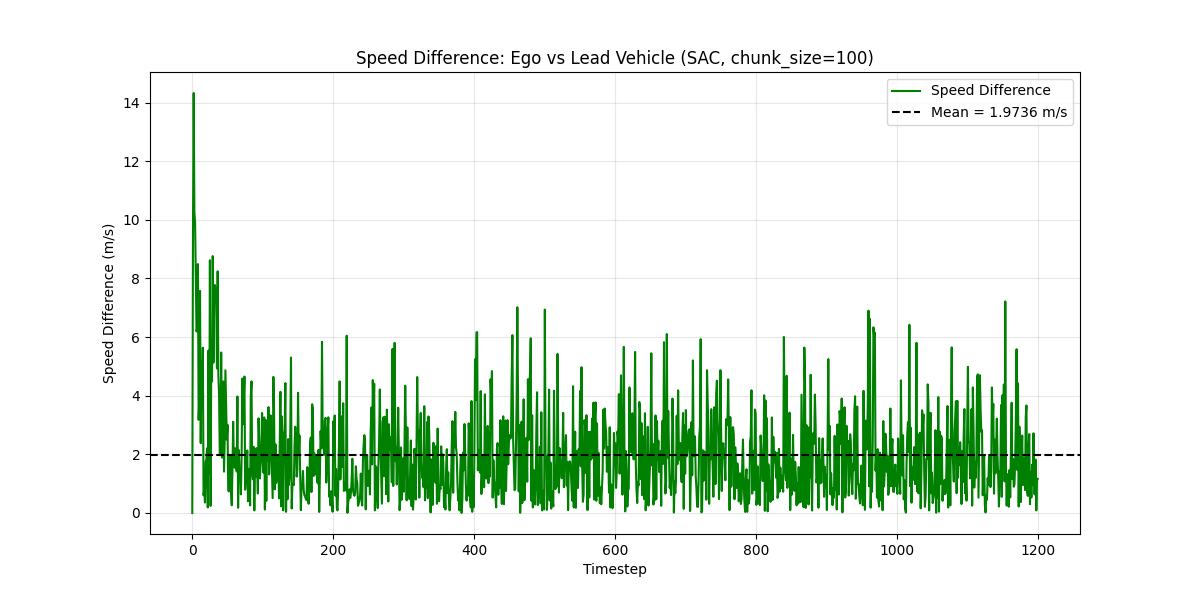 Speed Difference: Ego vs Lead Vehicle (SAC, chunk_size=100)
Speed Difference
Mean = 1.9736 m/s
Speed Difference (m/s)
14
12
10
8
6
4
2
0
0 200 400 600 800 1000 1200
Timestep